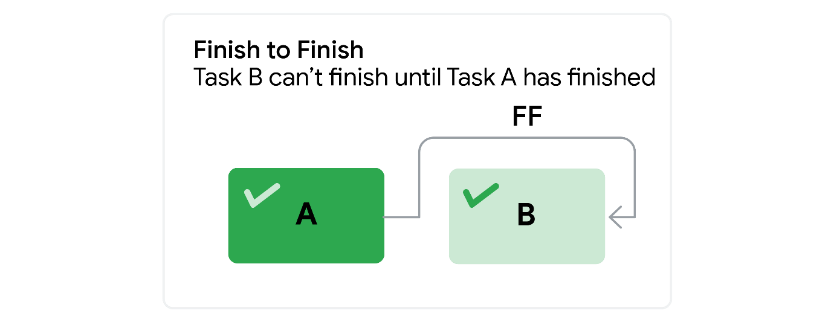 Finish to Finish
Task B can’t finish until Task A has finished
FF
A
B